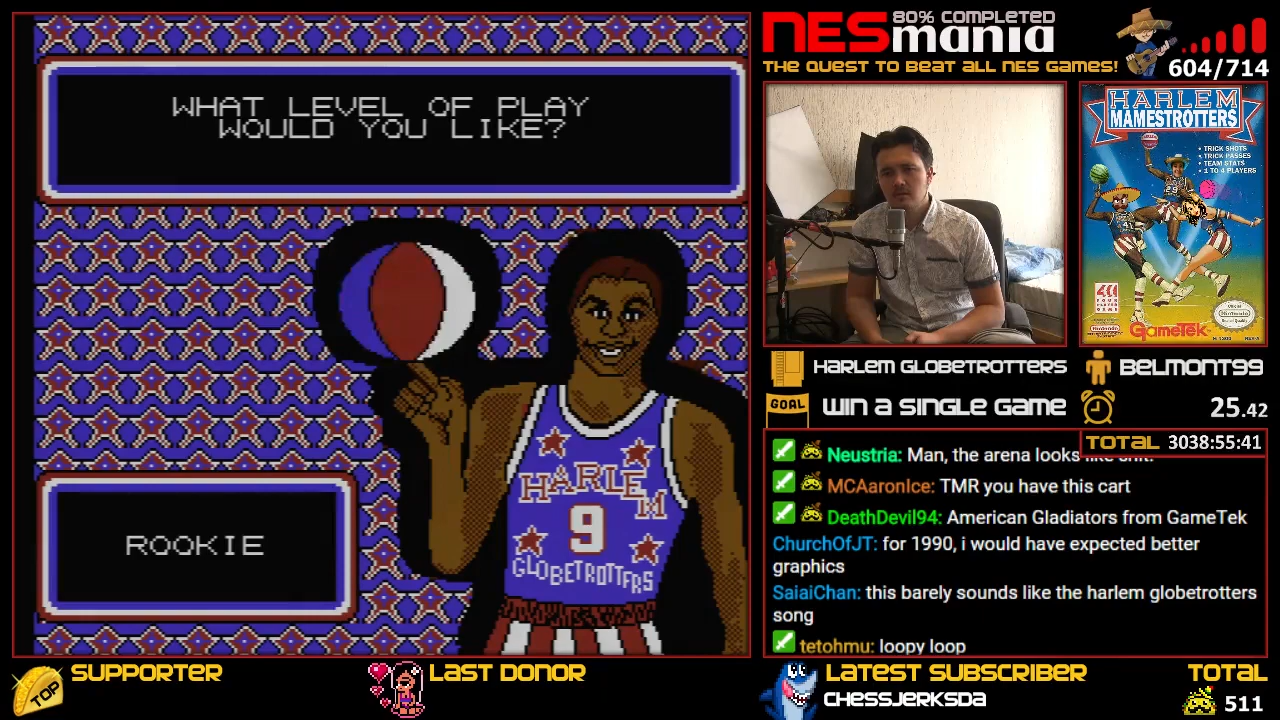 WHAT LEVEL OF PLAY
WOULD YOU LIKE?
HARLEM
9
GLOBETROTTERS
ROOKIE
NESmania
80% COMPLETED
THE QUEST TO BEAT ALL NES GAMES!
604/714
HARLEM
MAMESTROTTERS
• TRICK SHOTS
• TRICK PASSES
• TEAM STATS
• 1 TO 4 PLAYERS
GameTek
HARLEM GLOBETROTTERS
BELMONT99
GOAL
WIN A SINGLE GAME
25.42
TOTAL 3038:55:41
Neustria: Man, the arena looks like shit.
MCAaronIce: TMR you have this cart
DeathDevil94: American Gladiators from GameTek
ChurchOfJT: for 1990, i would have expected better
graphics
SaiaiChan: this barely sounds like the harlem globetrotters
song
tetohmu: loopy loop
TOP
SUPPORTER
LAST DONOR
LATEST SUBSCRIBER
CHESSJERKSDA
TOTAL
511